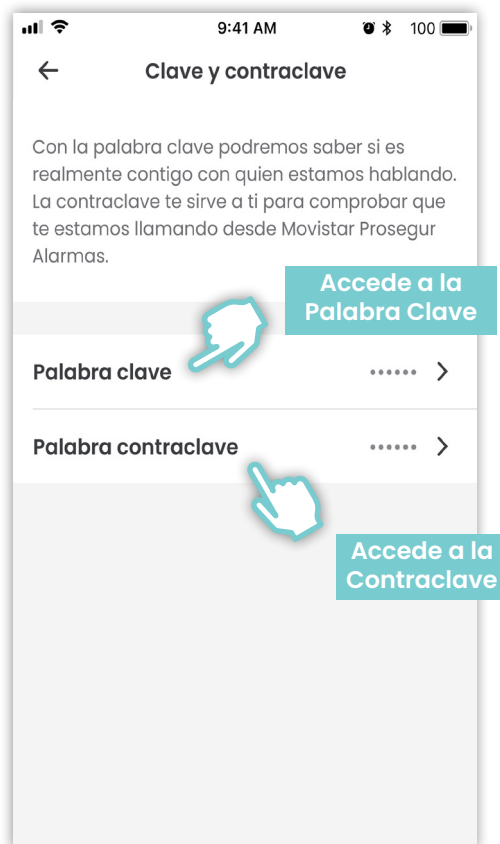 9:41 AM
100
Clave y contraclave
Con la palabra clave podremos saber si es
realmente contigo con quien estamos hablando.
La contraclave te sirve a ti para comprobar que
te estamos llamando desde Movistar Prosegur
Alarmas.
Accede a la
Palabra Clave
Palabra clave ••••••
Palabra contraclave ••••••
Accede a la
Contraclave